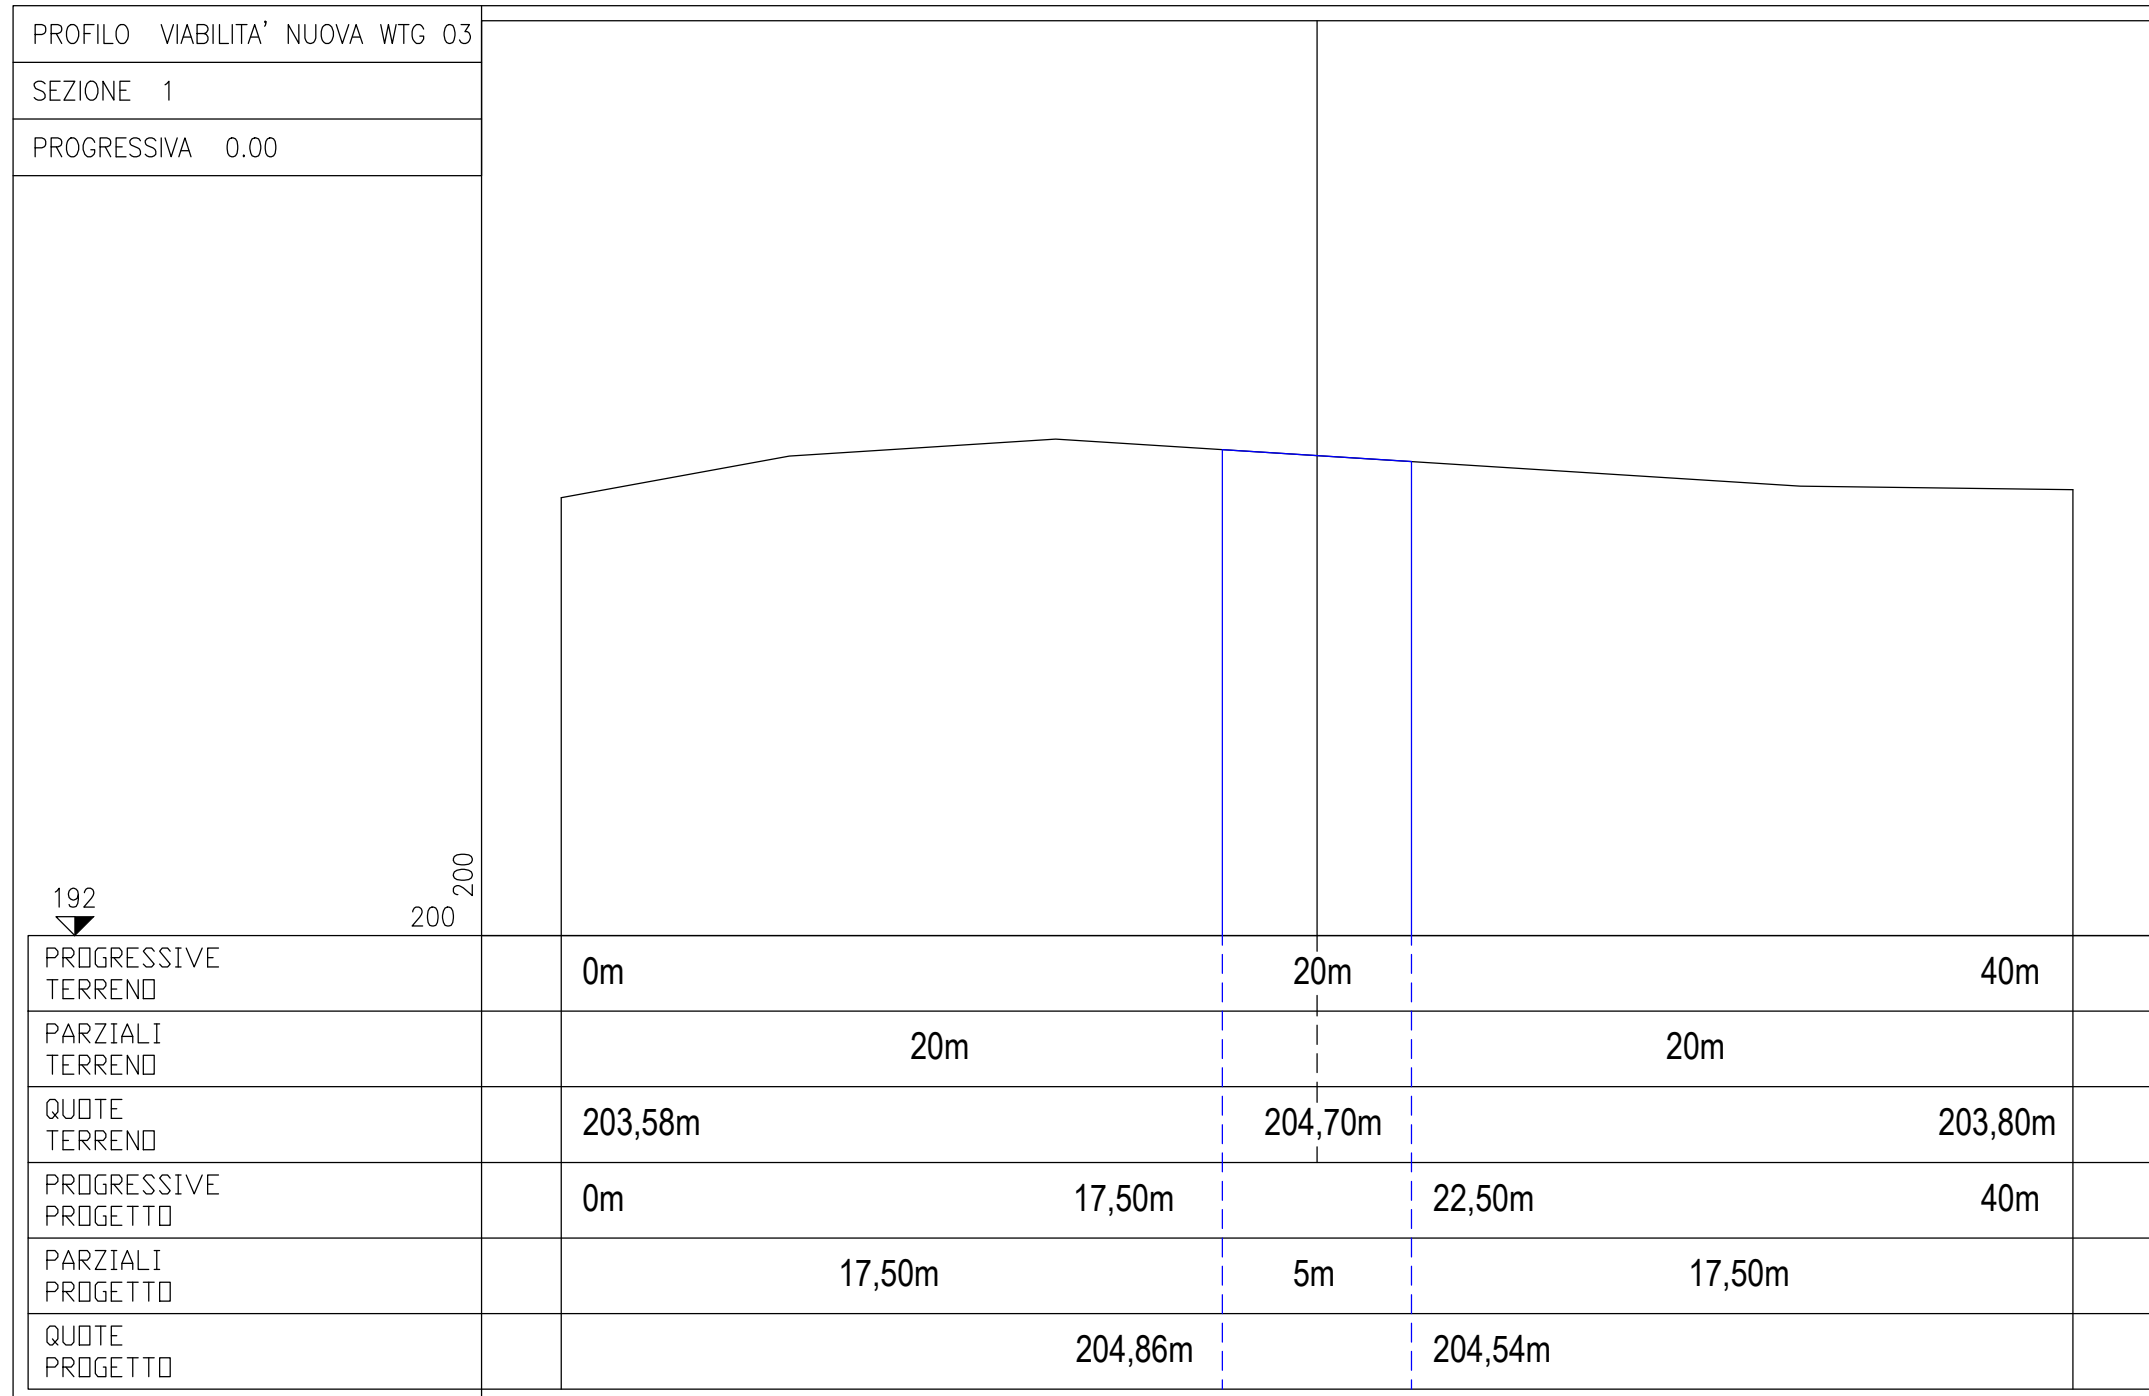 PROFILO VIABILITA' NUOVA WTG 03
SEZIONE 1
PROGRESSIVA 0.00
200
192
200
PROGRESSIVE
TERRENO
0m 20m 40m
PARZIALI
TERRENO
20m 20m
QUOTE
TERRENO
203,58m 204,70m 203,80m
PROGRESSIVE
PROGETTO
0m 17,50m 22,50m 40m
PARZIALI
PROGETTO
17,50m 5m 17,50m
QUOTE
PROGETTO
204,86m 204,54m